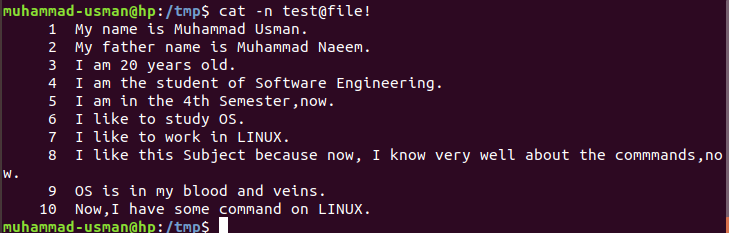 muhammad-usman@hp:/tmp$ cat -n test@file!
1 My name is Muhammad Usman.
2 My father name is Muhammad Naeem.
3 I am 20 years old.
4 I am the student of Software Engineering.
5 I am in the 4th Semester,now.
6 I like to study OS.
7 I like to work in LINUX.
8 I like this Subject because now, I know very well about the commmands,no
w.
9 OS is in my blood and veins.
10 Now,I have some command on LINUX.
muhammad-usman@hp:/tmp$